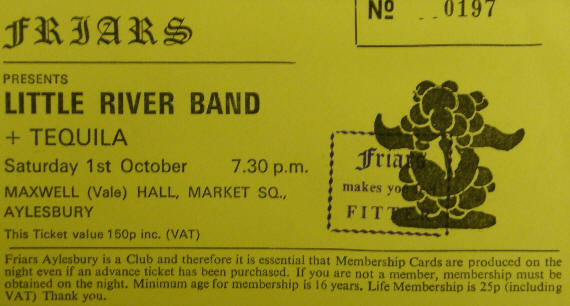 FRIARS
Nº 0197
PRESENTS
LITTLE RIVER BAND
+ TEQUILA
Saturday 1st October 7.30 p.m.
MAXWELL (Vale) HALL, MARKET SQ.,
AYLESBURY
This Ticket value 150p inc. (VAT)
Friars
makes you
FITTER
Friars Aylesbury is a Club and therefore it is essential that Membership Cards are produced on the
night even if an advance ticket has been purchased. If you are not a member, membership must be
obtained on the night. Minimum age for membership is 16 years. Life Membership is 25p (including
VAT) Thank you.